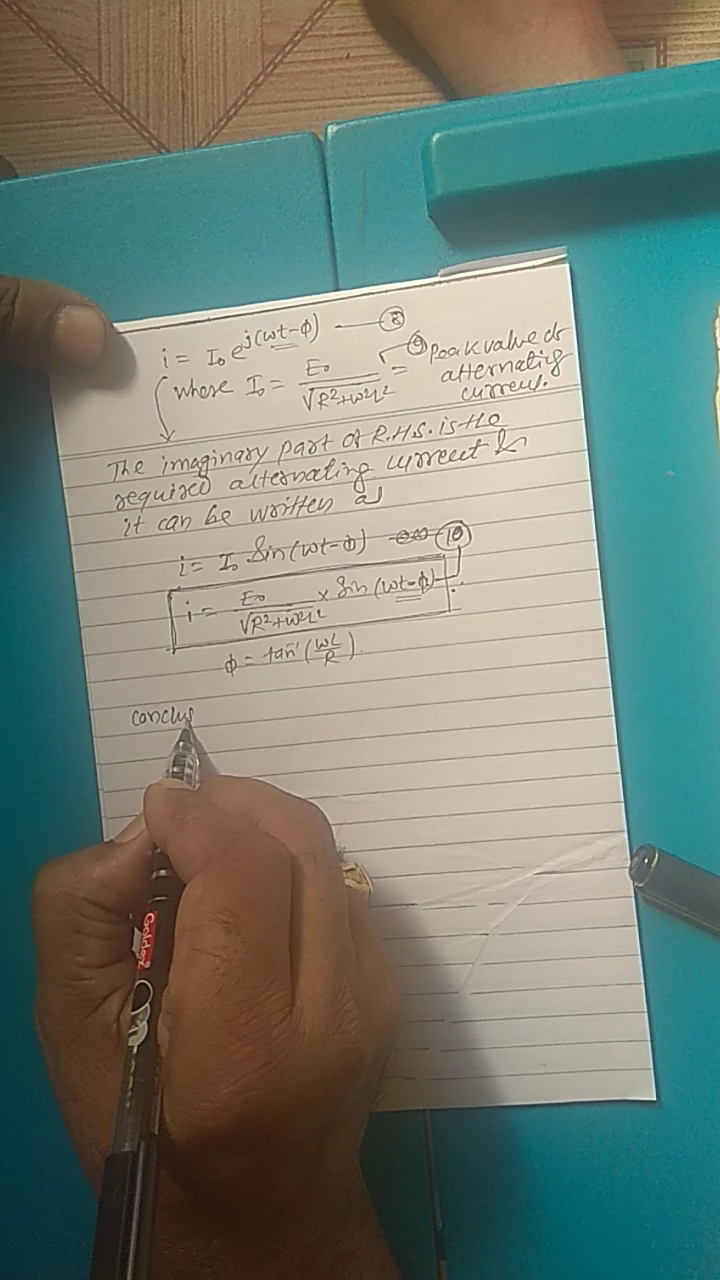 i = I₀ e^j(ωt-ϕ) — ⑧
where I₀ = E₀/√R²+ω²L² = ⑨ Peak value of
alternating
current.
The imaginary part of R.H.S. is the
required alternating current &
it can be written as
i = I₀ Sin(ωt-ϕ) ⑩
i = E₀/√R²+ω²L² × Sin(ωt-ϕ)
ϕ = tan⁻¹(ωL/R).
conclus
Goldex